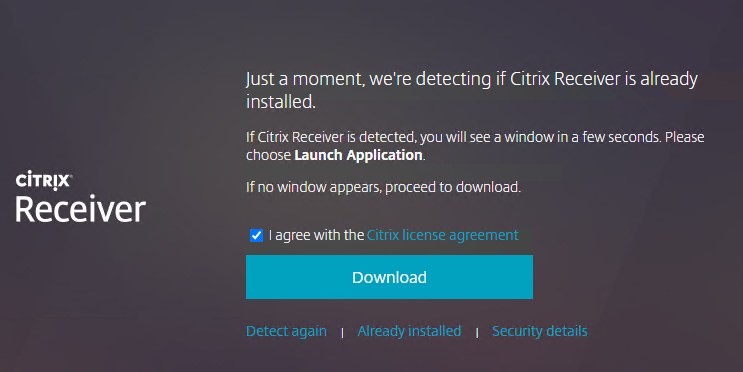 Just a moment, we're detecting if Citrix Receiver is already
installed.
If Citrix Receiver is detected, you will see a window in a few seconds. Please
choose Launch Application.
If no window appears, proceed to download.
CITRIX®
Receiver
I agree with the Citrix license agreement
Download
Detect again | Already installed | Security details